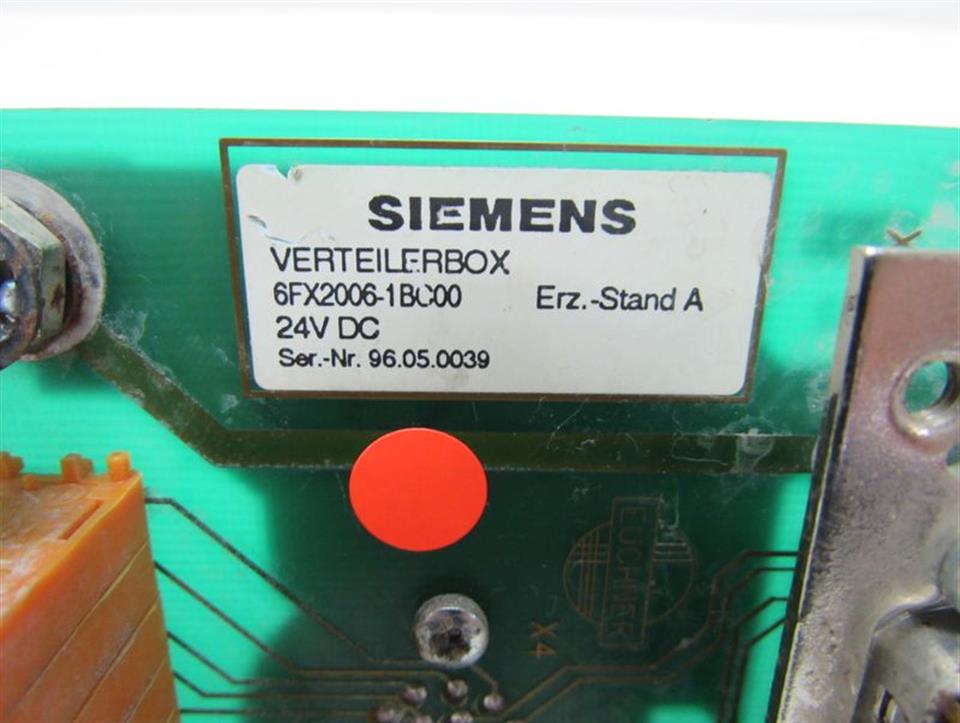 SIEMENS
VERTEILERBOX
6FX2006-1BC00 Erz.-Stand A
24V DC
Ser.-Nr. 96.05.0039
EUCHNER
X4